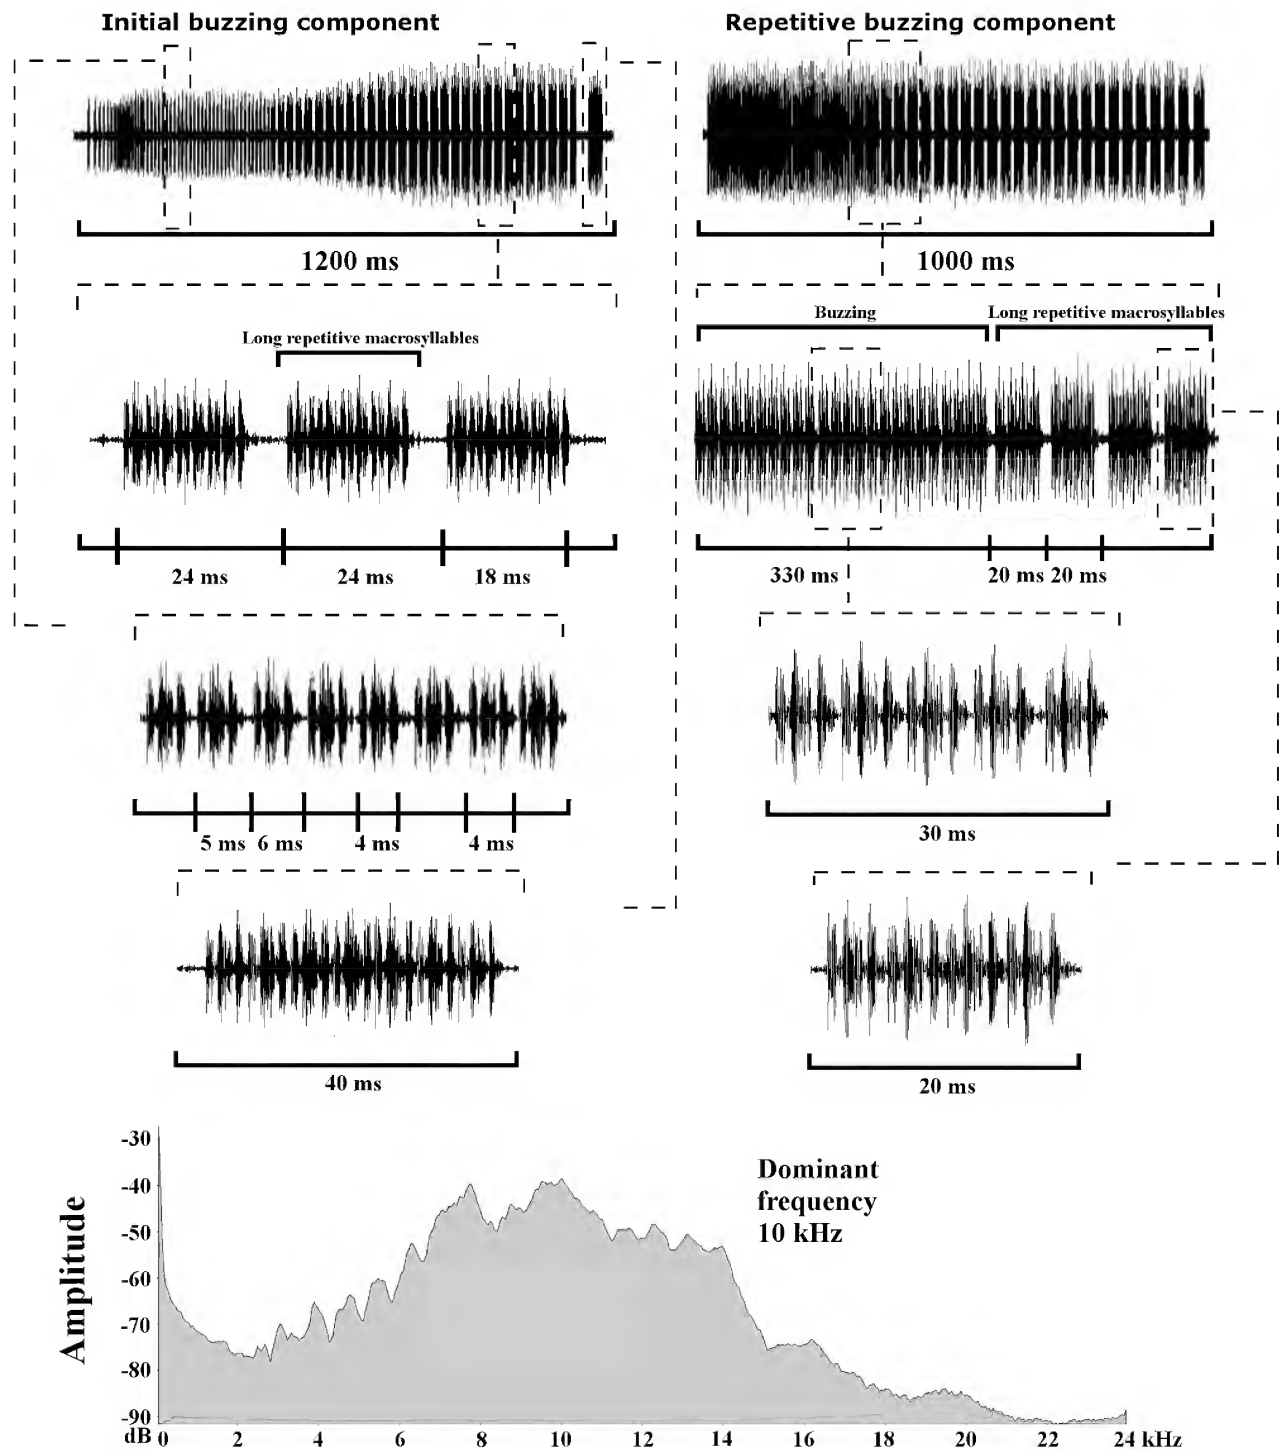 Initial buzzing component
Repetitive buzzing component
1200 ms
1000 ms
Long repetitive macrosyllables
Buzzing
Long repetitive macrosyllables
24 ms
24 ms
18 ms
330 ms
20 ms
20 ms
5 ms
6 ms
4 ms
4 ms
30 ms
40 ms
20 ms
Dominant
frequency
10 kHz
Amplitude
-30
-40
-50
-60
-70
-80
-90
dB
0 2 4 6 8 10 12 14 16 18 20 22 24 kHz